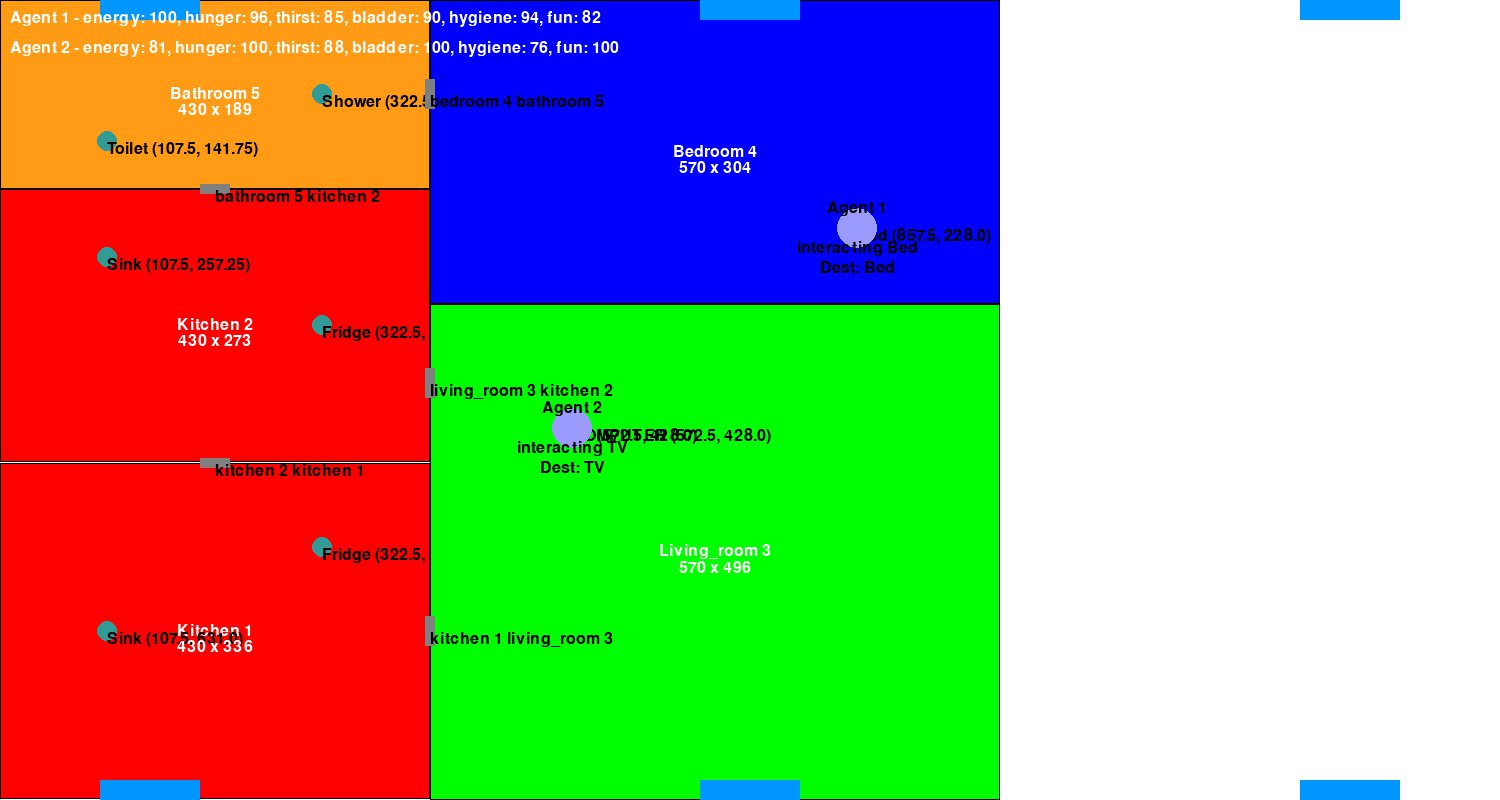 Agent 1 - energy: 100, hunger: 96, thirst: 85, bladder: 90, hygiene: 94, fun: 82
Agent 2 - energy: 81, hunger: 100, thirst: 88, bladder: 100, hygiene: 76, fun: 100
Bathroom 5
430 x 189
Shower (322.5
bedroom 4 bathroom 5
Toilet (107.5, 141.75)
Bedroom 4
570 x 304
bathroom 5 kitchen 2
Agent 1
(857.5, 228.0)
interacting Bed
Dest: Bed
Sink (107.5, 257.25)
Kitchen 2
430 x 273
Fridge (322.5,
living_room 3 kitchen 2
Agent 2
428.0)
interacting TV
Dest: TV
kitchen 2 kitchen 1
Fridge (322.5,
Living_room 3
570 x 496
Kitchen 1
430 x 336
Sink (107.5,
kitchen 1 living_room 3